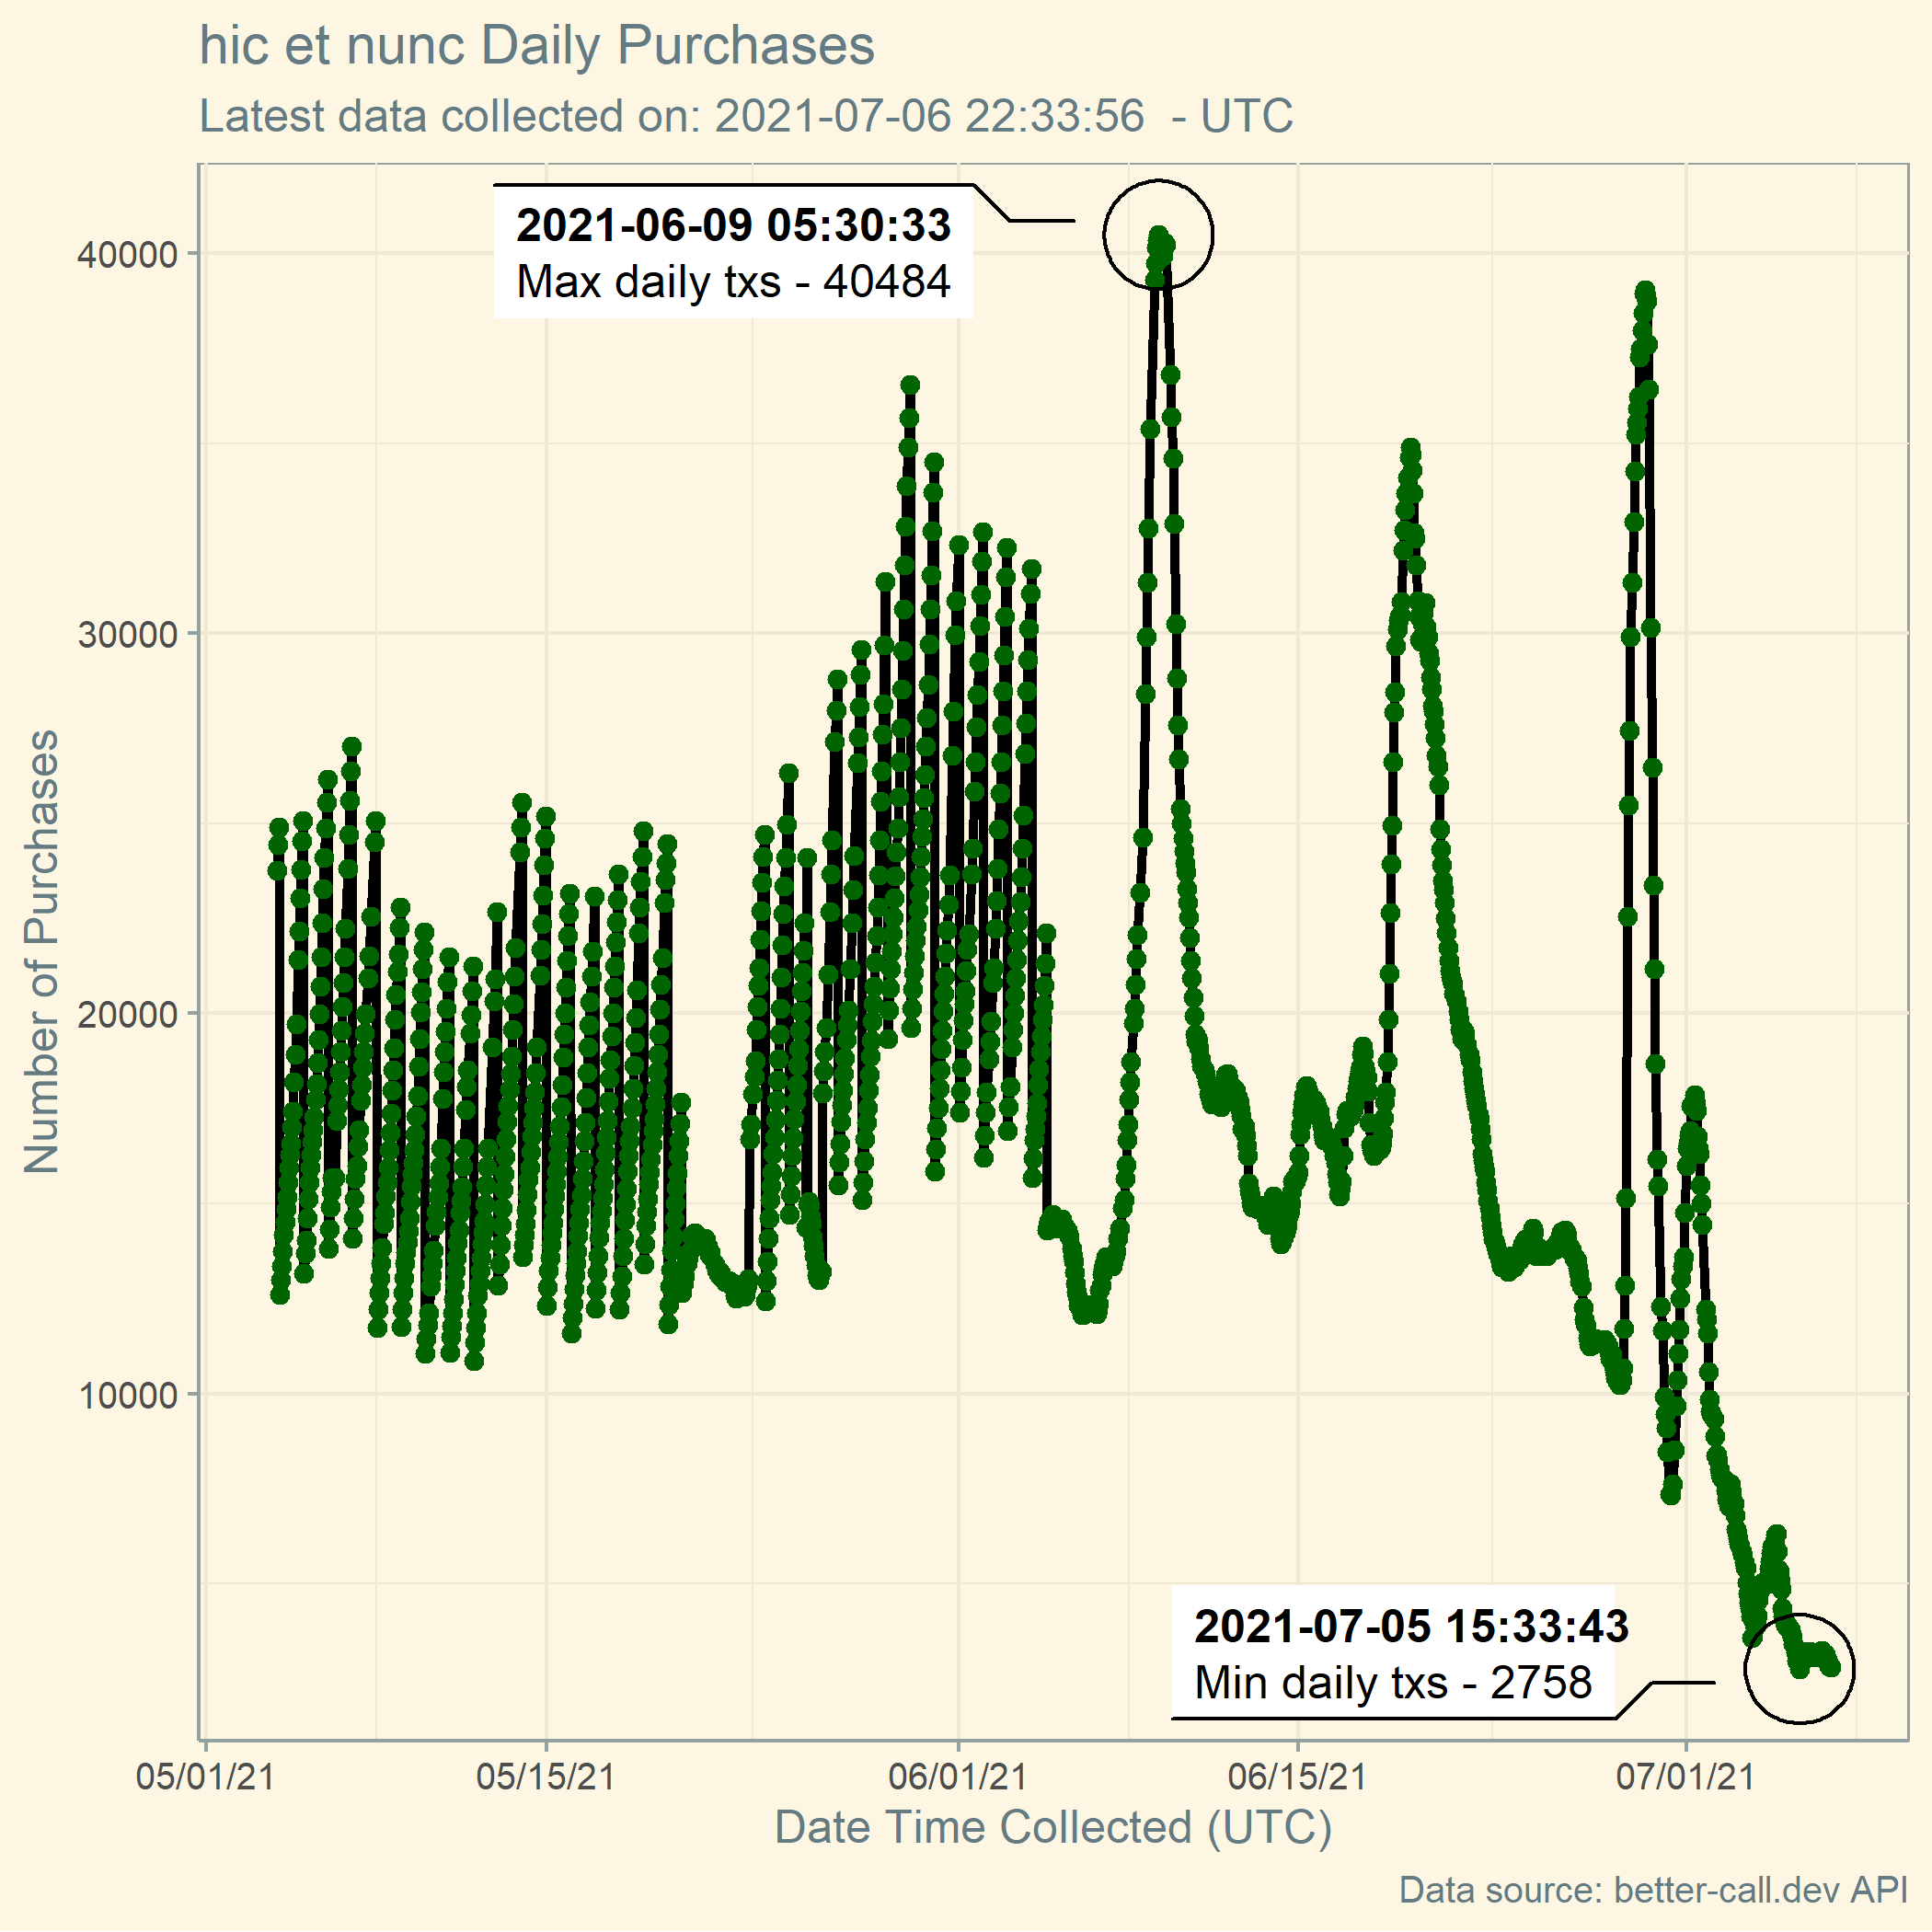 hic et nunc Daily Purchases
Latest data collected on: 2021-07-06 22:33:56  - UTC
2021-06-09 05:30:33
Max daily txs - 40484
40000
30000
20000
10000
Number of Purchases
2021-07-05 15:33:43
Min daily txs - 2758
05/01/21
05/15/21
06/01/21
06/15/21
07/01/21
Date Time Collected (UTC)
Data source: better-call.dev API